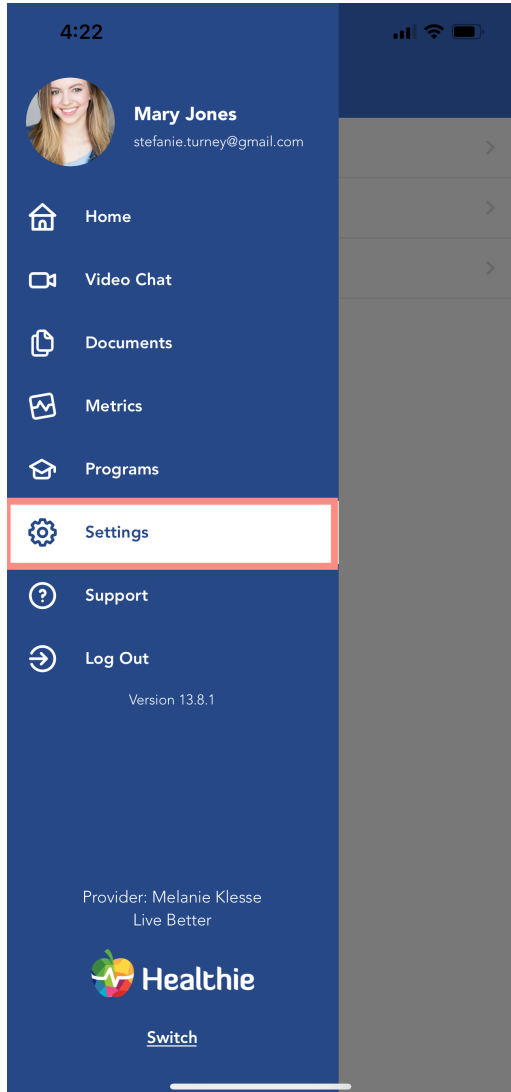 4:22
Mary Jones
stefanie.turney@gmail.com
Home
Video Chat
Documents
Metrics
Programs
Settings
Support
Log Out
Version 13.8.1
Provider: Melanie Klesse
Live Better
Healthie
Switch